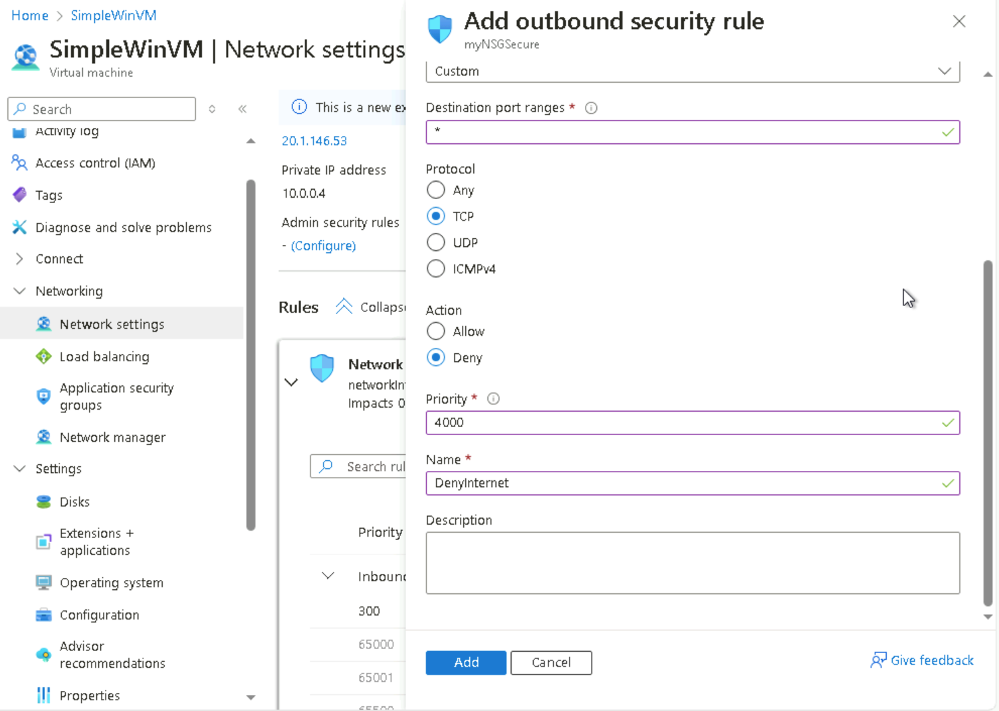 Home > SimpleWinVM
SimpleWinVM | Network settings
Virtual machine
Search
Activity log
Access control (IAM)
Tags
Diagnose and solve problems
Connect
Networking
Network settings
Load balancing
Application security
groups
Network manager
Settings
Disks
Extensions +
applications
Operating system
Configuration
Advisor
recommendations
Properties
This is a new ex
20.1.146.53
Private IP address
10.0.0.4
Admin security rules
- (Configure)
Rules
Collapse
Network
networkin
Impacts 0
Search rul
Priority
Inbound
300
65000
65001
65500
Add outbound security rule
myNSGSecure
Custom
Destination port ranges *
*
Protocol
Any
TCP
UDP
ICMPv4
Action
Allow
Deny
Priority *
4000
Name *
DenyInternet
Description
Add
Cancel
Give feedback